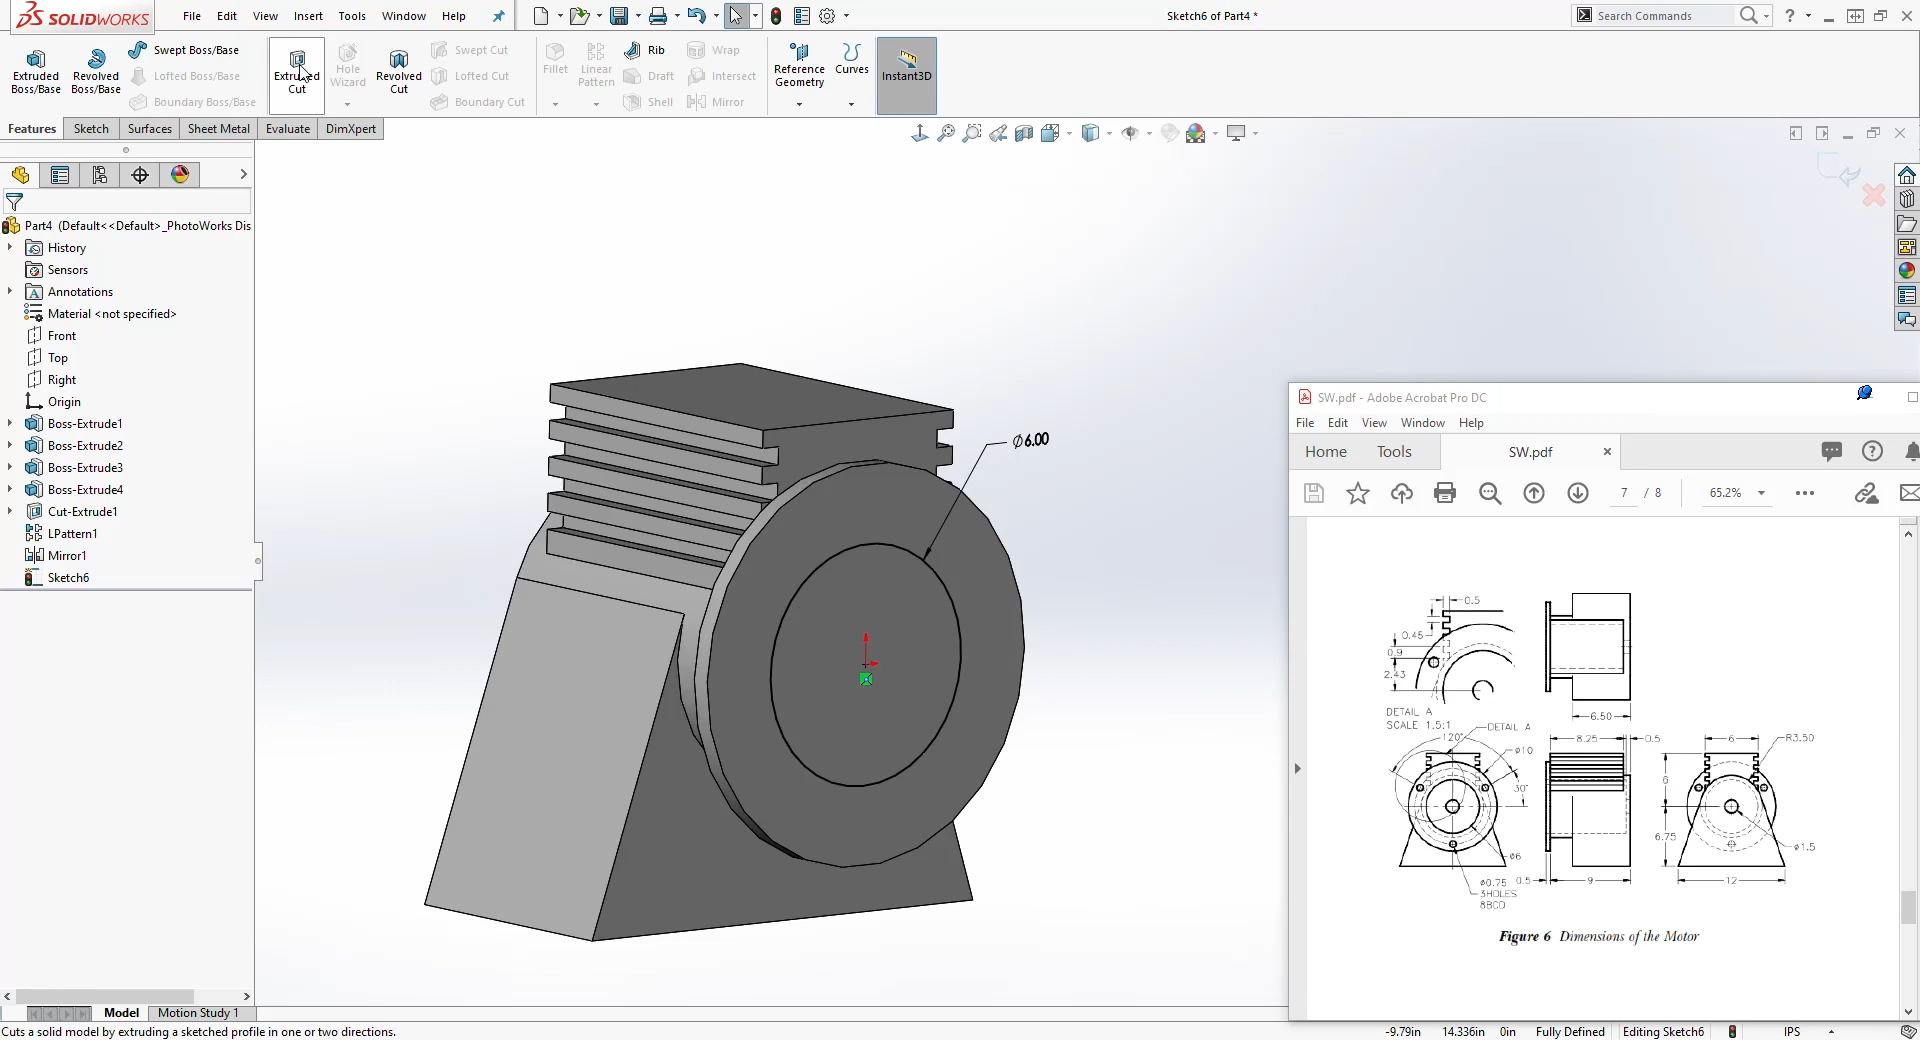 SOLIDWORKS
File Edit View Insert Tools Window Help
Sketch6 of Part4 *
Search Commands
Extruded Boss/Base
Revolved Boss/Base
Swept Boss/Base
Lofted Boss/Base
Boundary Boss/Base
Extruded Cut
Hole Wizard
Revolved Cut
Swept Cut
Lofted Cut
Boundary Cut
Fillet
Linear Pattern
Rib
Draft
Shell
Wrap
Intersect
Mirror
Reference Geometry
Curves
Instant3D
Features Sketch Surfaces Sheet Metal Evaluate DimXpert
Part4 (Default<<Default>_PhotoWorks Dis
History
Sensors
Annotations
Material <not specified>
Front
Top
Right
Origin
Boss-Extrude1
Boss-Extrude2
Boss-Extrude3
Boss-Extrude4
Cut-Extrude1
LPattern1
Mirror1
Sketch6
Ø6.00
SW.pdf - Adobe Acrobat Pro DC
File Edit View Window Help
Home Tools SW.pdf ×
7 / 8 65.2%
0.5
0.45
0.9
2.43
DETAIL A
SCALE 1.5:1
6.50
DETAIL A
120°
ø10
30°
8.25
0.5
6
R3.50
6
6.75
ø6
ø1.5
ø0.75
3HOLES
8BCD
0.5
9
12
Figure 6 Dimensions of the Motor
Model Motion Study 1
Cuts a solid model by extruding a sketched profile in one or two directions.
-9.79in 14.336in 0in Fully Defined Editing Sketch6 IPS